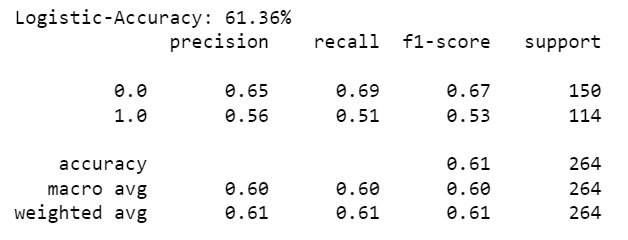 Logistic-Accuracy: 61.36%
precision recall f1-score support
0.0 0.65 0.69 0.67 150
1.0 0.56 0.51 0.53 114
accuracy 0.61 264
macro avg 0.60 0.60 0.60 264
weighted avg 0.61 0.61 0.61 264